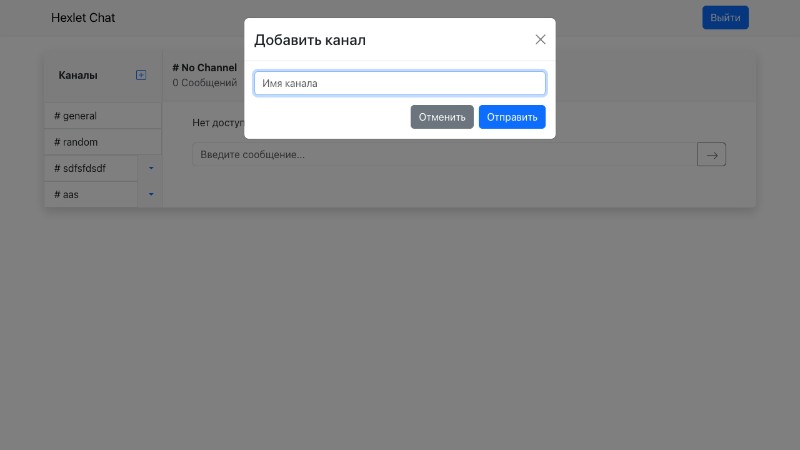 Hexlet Chat
Выйти
Добавить канал
Имя канала
Отменить
Отправить
Каналы
# general
# random
# sdfsfdsdf
# aas
# No Channel
0 Сообщений
Нет доступ
Введите сообщение...